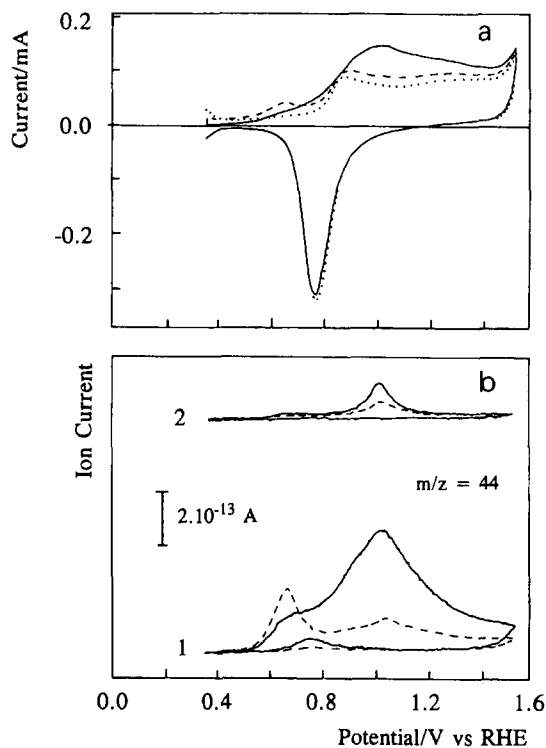 a
0.2
0.0
-0.2
Current/mA
b
2
m/z = 44
2.10⁻¹³ A
1
Ion Current
0.0 0.4 0.8 1.2 1.6
Potential/V vs RHE